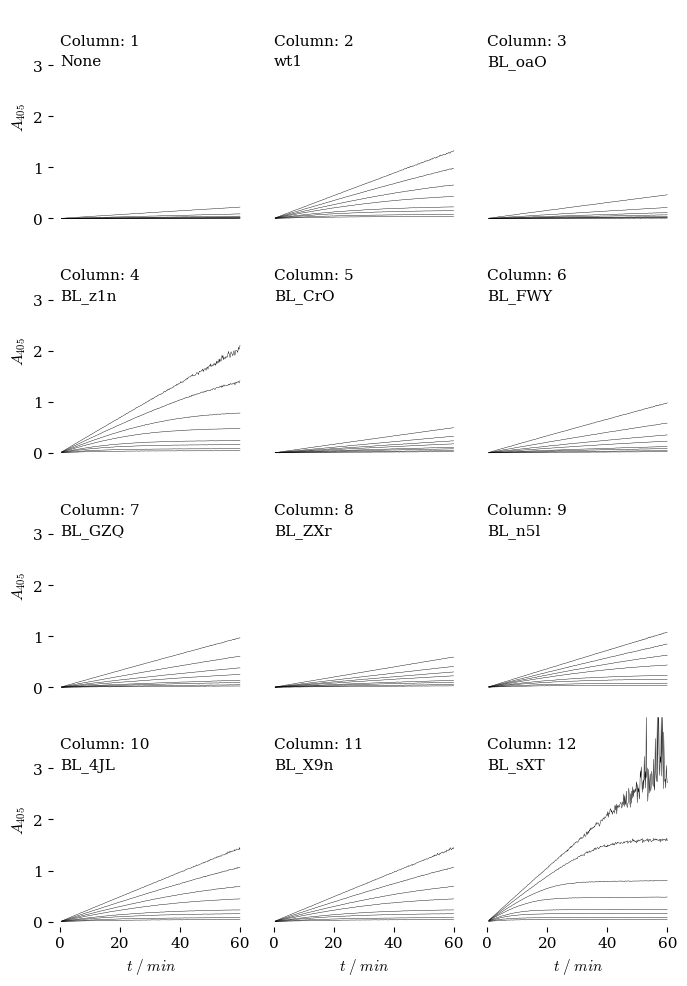 Column: 1
None
Column: 2
wt1
Column: 3
BL_oaO
3
2
1
0
A405
Column: 4
BL_z1n
Column: 5
BL_CrO
Column: 6
BL_FWY
3
2
1
0
A405
Column: 7
BL_GZQ
Column: 8
BL_ZXr
Column: 9
BL_n5l
3
2
1
0
A405
Column: 10
BL_4JL
Column: 11
BL_X9n
Column: 12
BL_sXT
3
2
1
0
A405
0 20 40 60
0 20 40 60
0 20 40 60
t / min
t / min
t / min